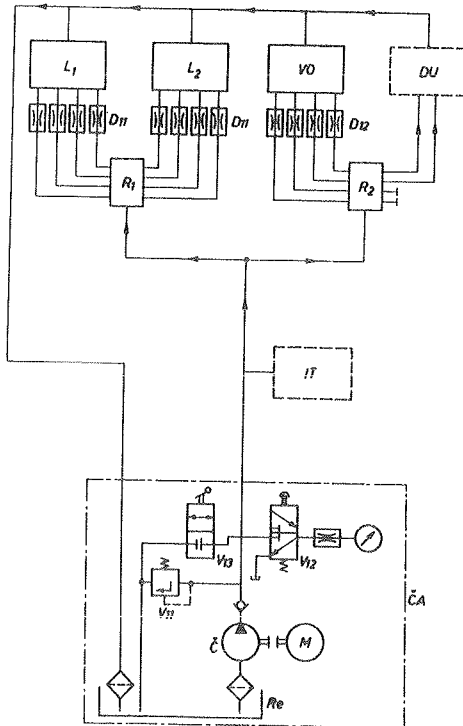 L1 L2 VO DU
D11 D11 D12
R1 R2
IT
V13 V12 ČA
V11
Č M
Re